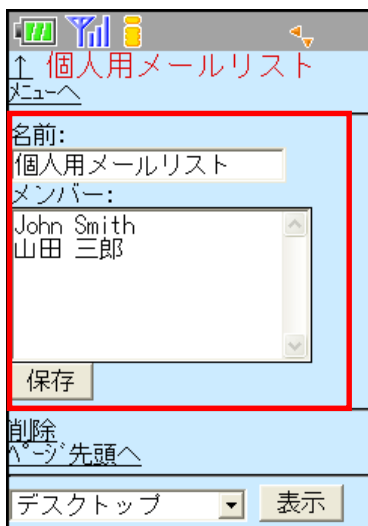 ↑ 個人用メールリスト
ﾒﾆｭｰへ
名前:
個人用メールリスト
メンバー:
John Smith
山田 三郎
保存
削除
ﾍﾟｰｼﾞ先頭へ
デスクトップ
表示